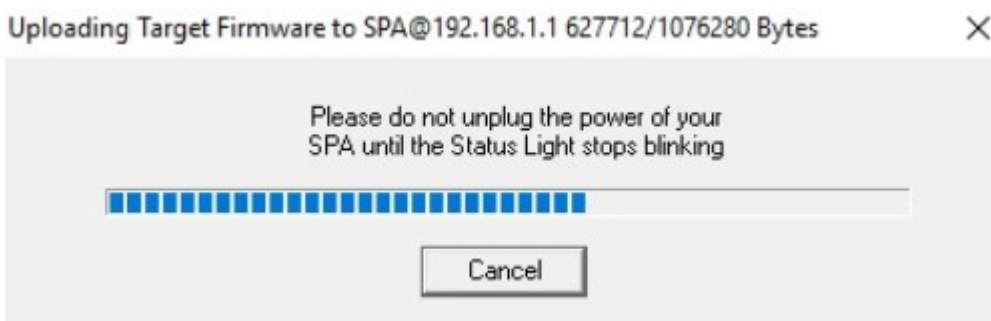 Uploading Target Firmware to SPA@192.168.1.1 627712/1076280 Bytes
Please do not unplug the power of your
SPA until the Status Light stops blinking
Cancel